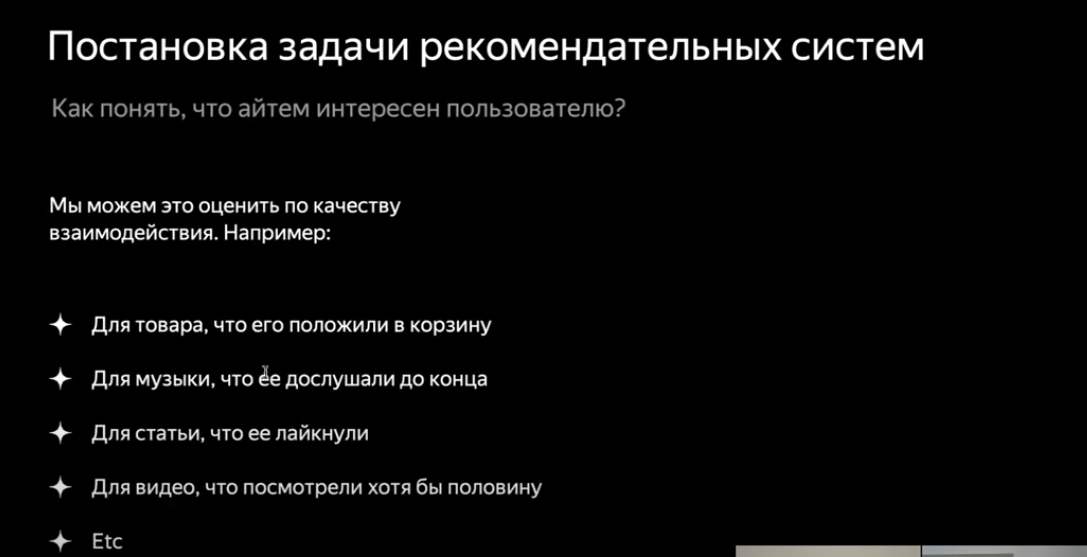 Постановка задачи рекомендательных систем
Как понять, что айтем интересен пользователю?
Мы можем это оценить по качеству
взаимодействия. Например:
Для товара, что его положили в корзину
Для музыки, что ее дослушали до конца
Для статьи, что ее лайкнули
Для видео, что посмотрели хотя бы половину
Etc